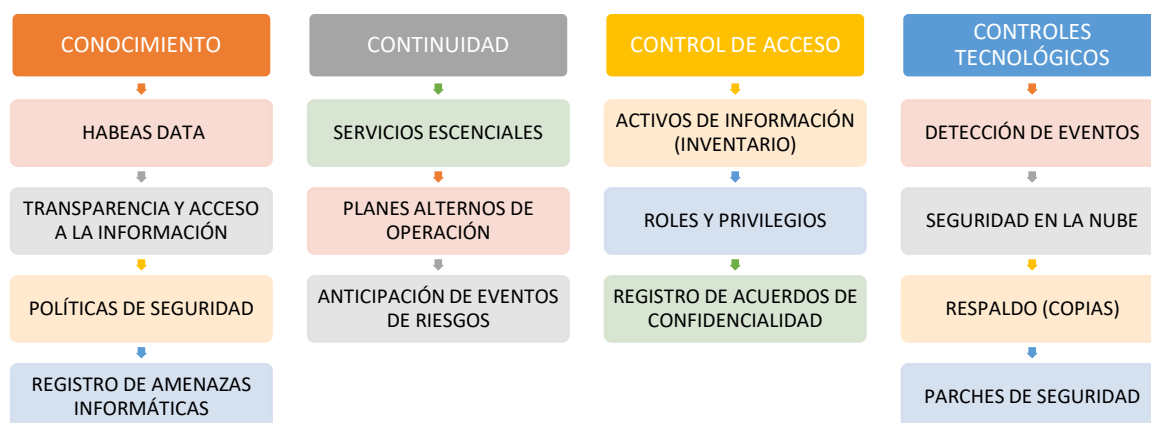 CONOCIMIENTO
HABEAS DATA
TRANSPARENCIA Y ACCESO
A LA INFORMACIÓN
POLÍTICAS DE SEGURIDAD
REGISTRO DE AMENAZAS
INFORMÁTICAS
CONTINUIDAD
SERVICIOS ESCENCIALES
PLANES ALTERNOS DE
OPERACIÓN
ANTICIPACIÓN DE EVENTOS
DE RIESGOS
CONTROL DE ACCESO
ACTIVOS DE INFORMACIÓN
(INVENTARIO)
ROLES Y PRIVILEGIOS
REGISTRO DE ACUERDOS DE
CONFIDENCIALIDAD
CONTROLES
TECNOLÓGICOS
DETECCIÓN DE EVENTOS
SEGURIDAD EN LA NUBE
RESPALDO (COPIAS)
PARCHES DE SEGURIDAD